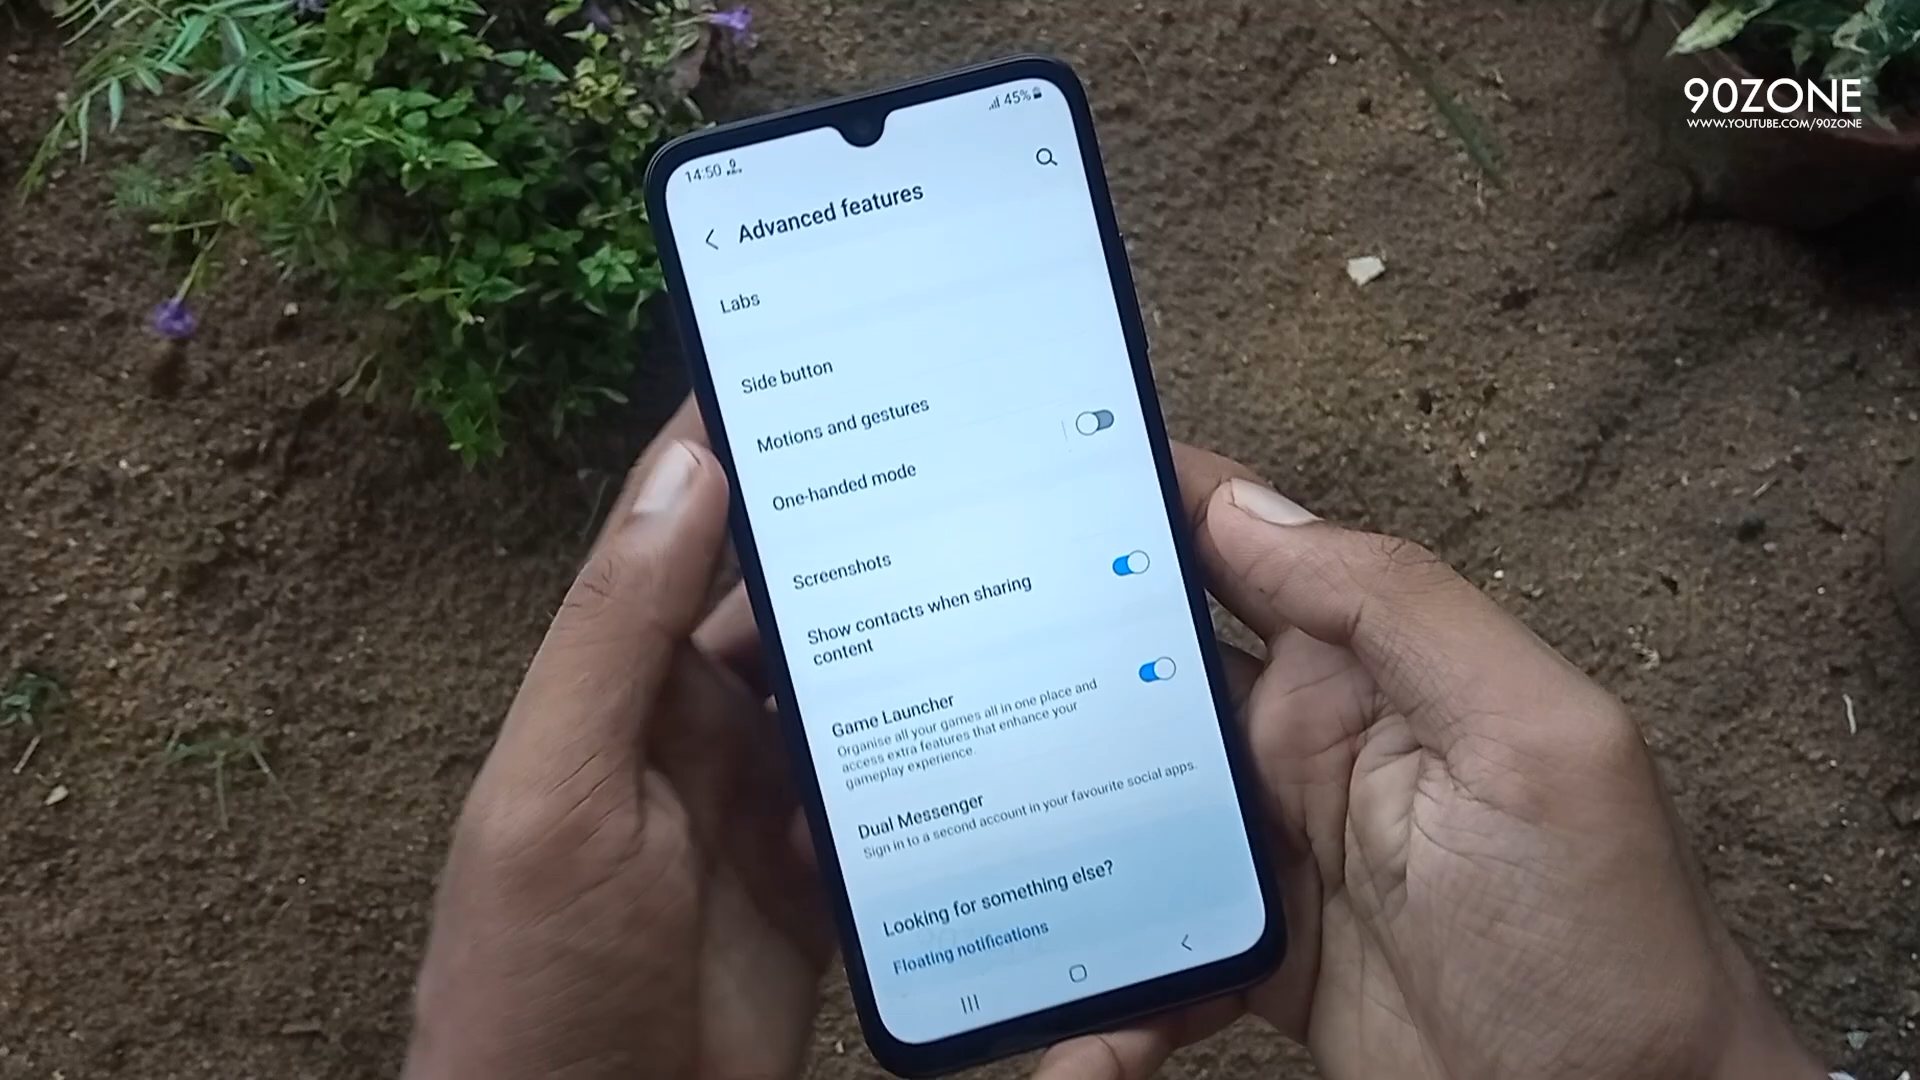 90ZONE
WWW.YOUTUBE.COM/90ZONE
14:50
45%
Advanced features
Labs
Side button
Motions and gestures
One-handed mode
Screenshots
Show contacts when sharing
content
Game Launcher
Organise all your games all in one place and
access extra features that enhance your
gameplay experience.
Dual Messenger
Sign in to a second account in your favourite social apps.
Looking for something else?
Floating notifications